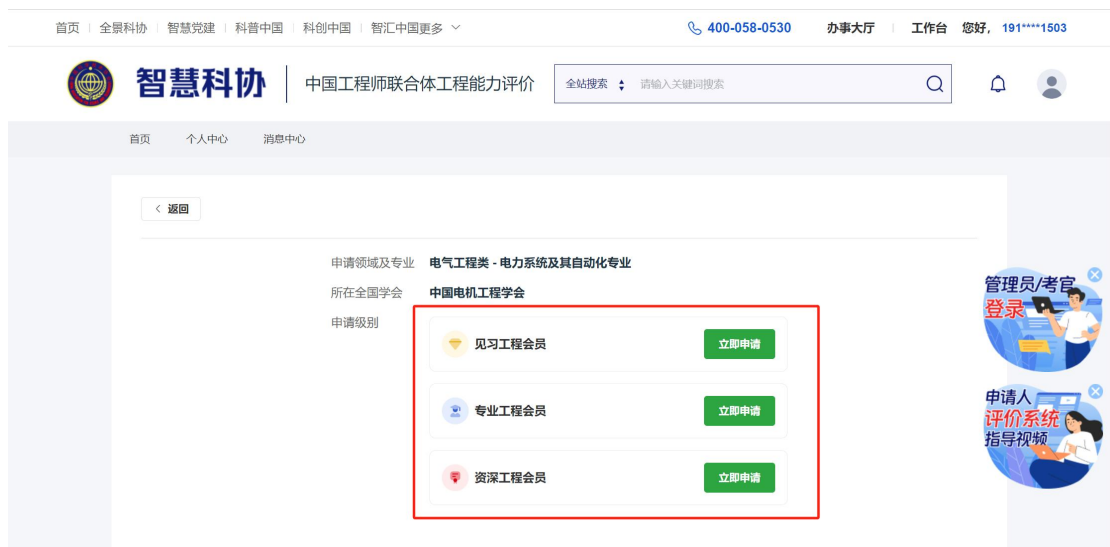 首页 全景科协 智慧党建 科普中国 科创中国 智汇中国更多 400-058-0530 办事大厅 工作台 您好, 191****1503
智慧科协 中国工程师联合体工程能力评价 全站搜索 请输入关键词搜索
首页 个人中心 消息中心
返回
申请领域及专业 电气工程类 - 电力系统及其自动化专业
所在全国学会 中国电机工程学会
申请级别
见习工程会员 立即申请
专业工程会员 立即申请
资深工程会员 立即申请
管理员/考官
登录
申请人
评价系统
指导视频